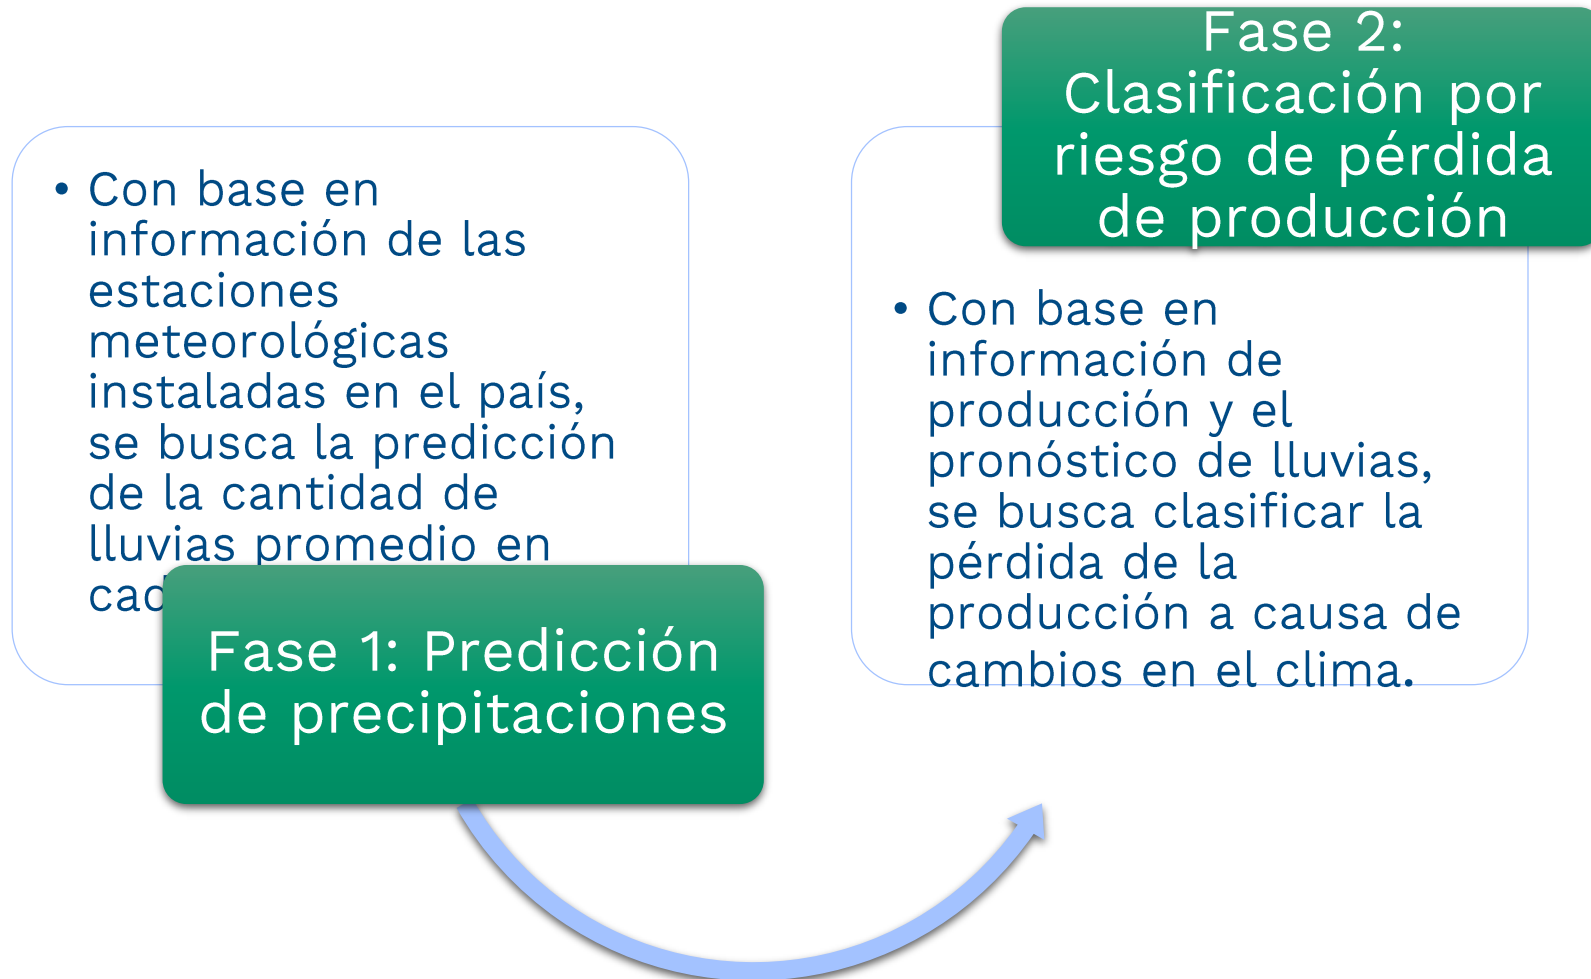 • Con base en
información de las
estaciones
meteorológicas
instaladas en el país,
se busca la predicción
de la cantidad de
lluvias promedio en
Fase 1: Predicción
de precipitaciones
Fase 2:
Clasificación por
riesgo de pérdida
de producción
• Con base en
información de
producción y el
pronóstico de lluvias,
se busca clasificar la
pérdida de la
producción a causa de
cambios en el clima.